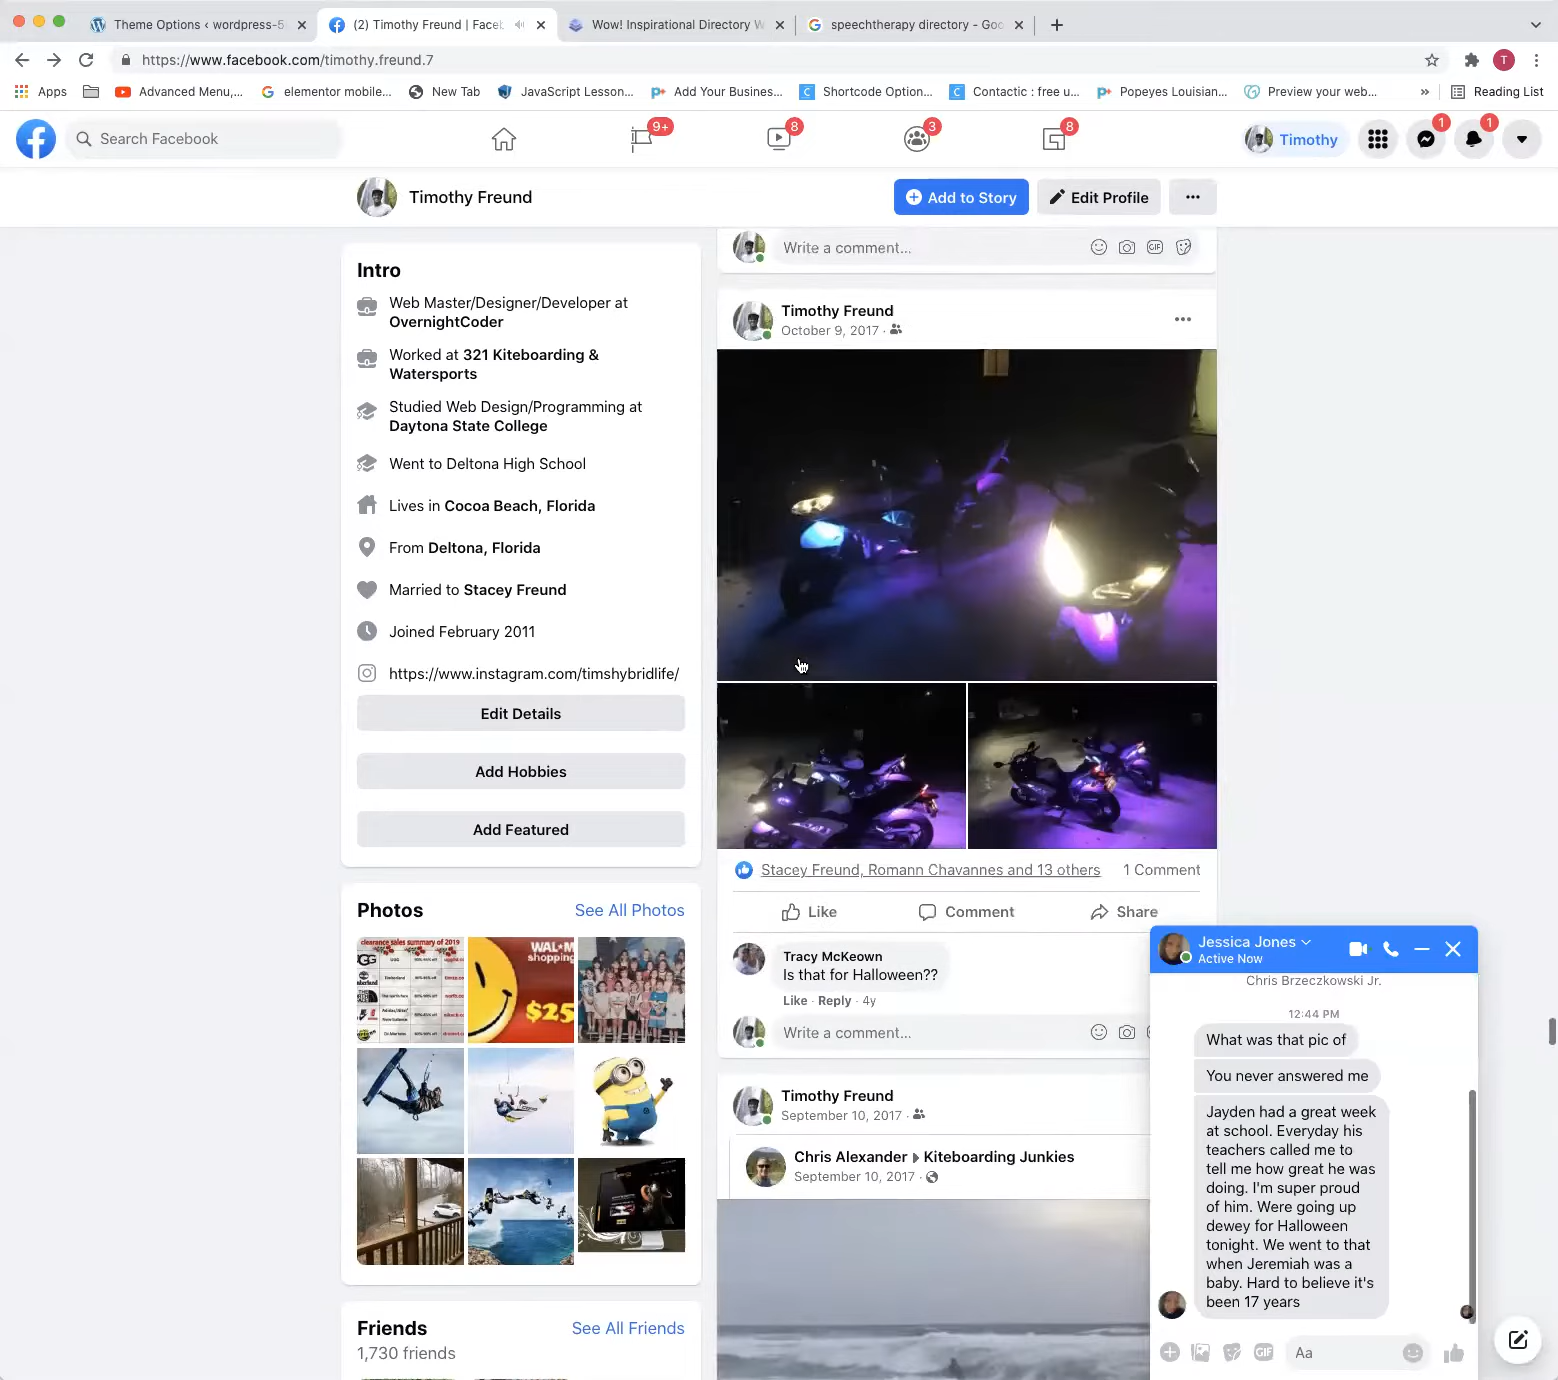 Theme Options ‹ wordpress-5
(2) Timothy Freund | Faceb
Wow! Inspirational Directory W
speechtherapy directory - Goo
https://www.facebook.com/timothy.freund.7
T
Apps
Advanced Menu,...
elementor mobile...
New Tab
JavaScript Lesson...
Add Your Busines...
Shortcode Option...
Contactic : free u...
Popeyes Louisian...
Preview your web...
»
Reading List
Search Facebook
9+
8
3
8
Timothy
1
1
Timothy Freund
Add to Story
Edit Profile
Intro
Web Master/Designer/Developer at
OvernightCoder
Worked at 321 Kiteboarding &
Watersports
Studied Web Design/Programming at
Daytona State College
Went to Deltona High School
Lives in Cocoa Beach, Florida
From Deltona, Florida
Married to Stacey Freund
Joined February 2011
https://www.instagram.com/timshybridlife/
Edit Details
Add Hobbies
Add Featured
Photos
See All Photos
clearance sales summary of 2019
WAL★M
shopping
$25
Friends
See All Friends
1,730 friends
Write a comment...
GIF
Timothy Freund
October 9, 2017 ·
Stacey Freund, Romann Chavannes and 13 others
1 Comment
Like
Comment
Share
Tracy McKeown
Is that for Halloween??
Like · Reply · 4y
Write a comment...
Timothy Freund
September 10, 2017 ·
Chris Alexander ▸ Kiteboarding Junkies
September 10, 2017 ·
Jessica Jones
Active Now
Chris Brzeczkowski Jr.
12:44 PM
What was that pic of
You never answered me
Jayden had a great week
at school. Everyday his
teachers called me to
tell me how great he was
doing. I'm super proud
of him. Were going up
dewey for Halloween
tonight. We went to that
when Jeremiah was a
baby. Hard to believe it's
been 17 years
GIF
Aa